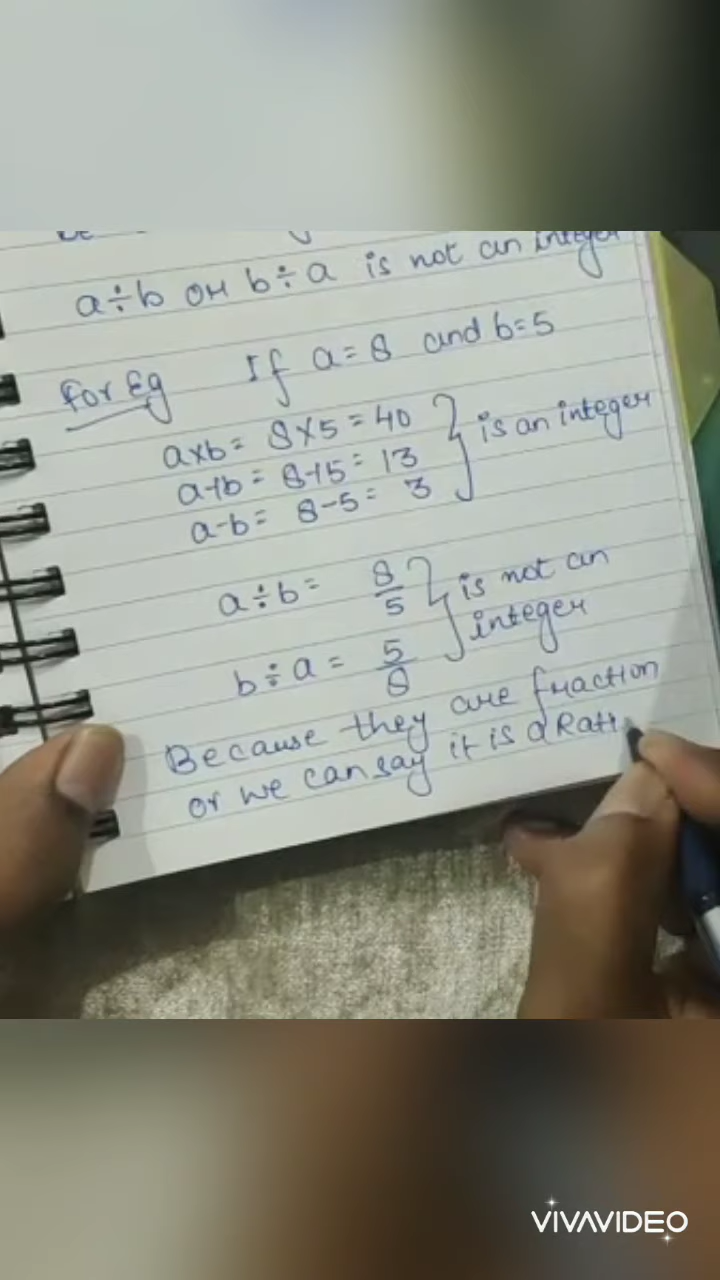 a÷b or b÷a is not an integer
For Eg If a=8 and b=5
a×b= 8×5=40
a+b= 8+5= 13
a-b= 8-5= 3
is an integer
a÷b= 8/5
b÷a= 5/8
is not an
integer
Because they are fraction
or we can say it is a Rati
VIVAVIDEO